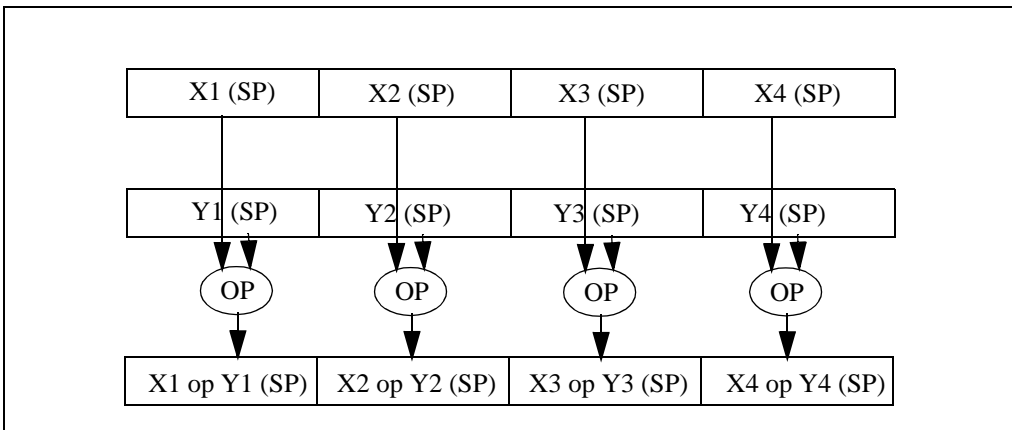 X1 (SP) X2 (SP) X3 (SP) X4 (SP)
Y1 (SP) Y2 (SP) Y3 (SP) Y4 (SP)
OP OP OP OP
X1 op Y1 (SP) X2 op Y2 (SP) X3 op Y3 (SP) X4 op Y4 (SP)